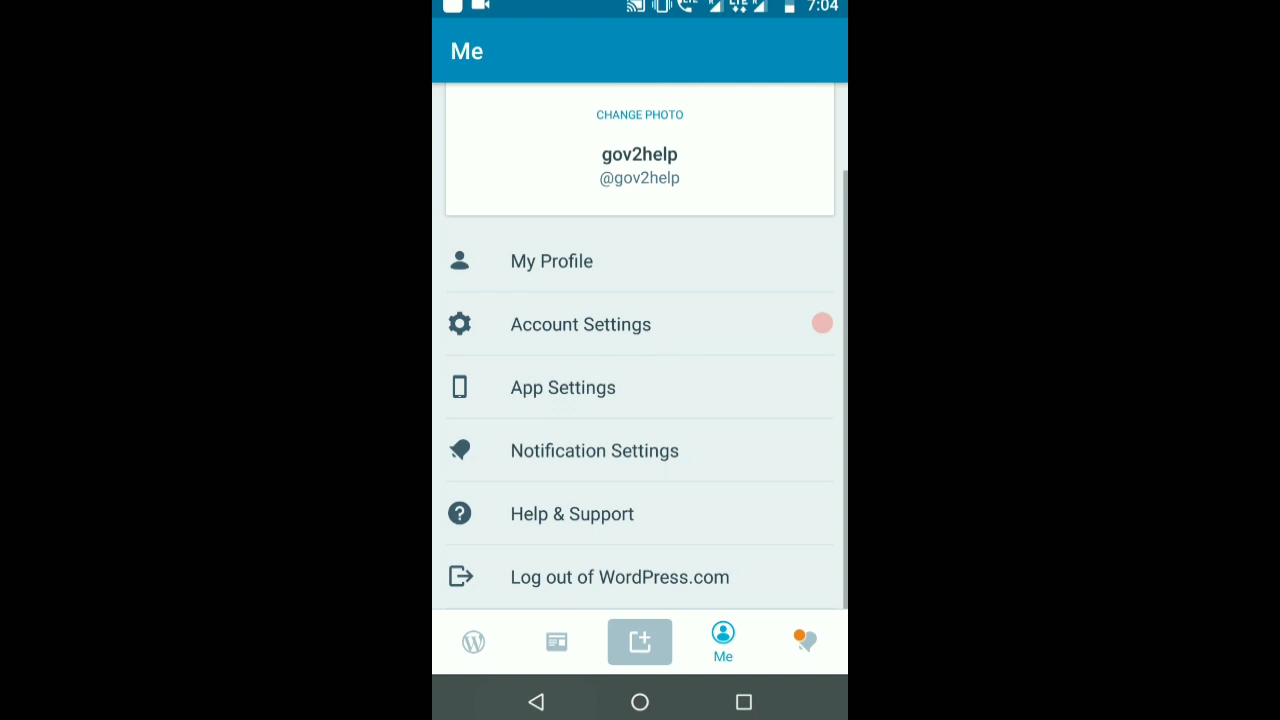 7:04
Me
CHANGE PHOTO
gov2help
@gov2help
My Profile
Account Settings
App Settings
Notification Settings
Help & Support
Log out of WordPress.com
Me